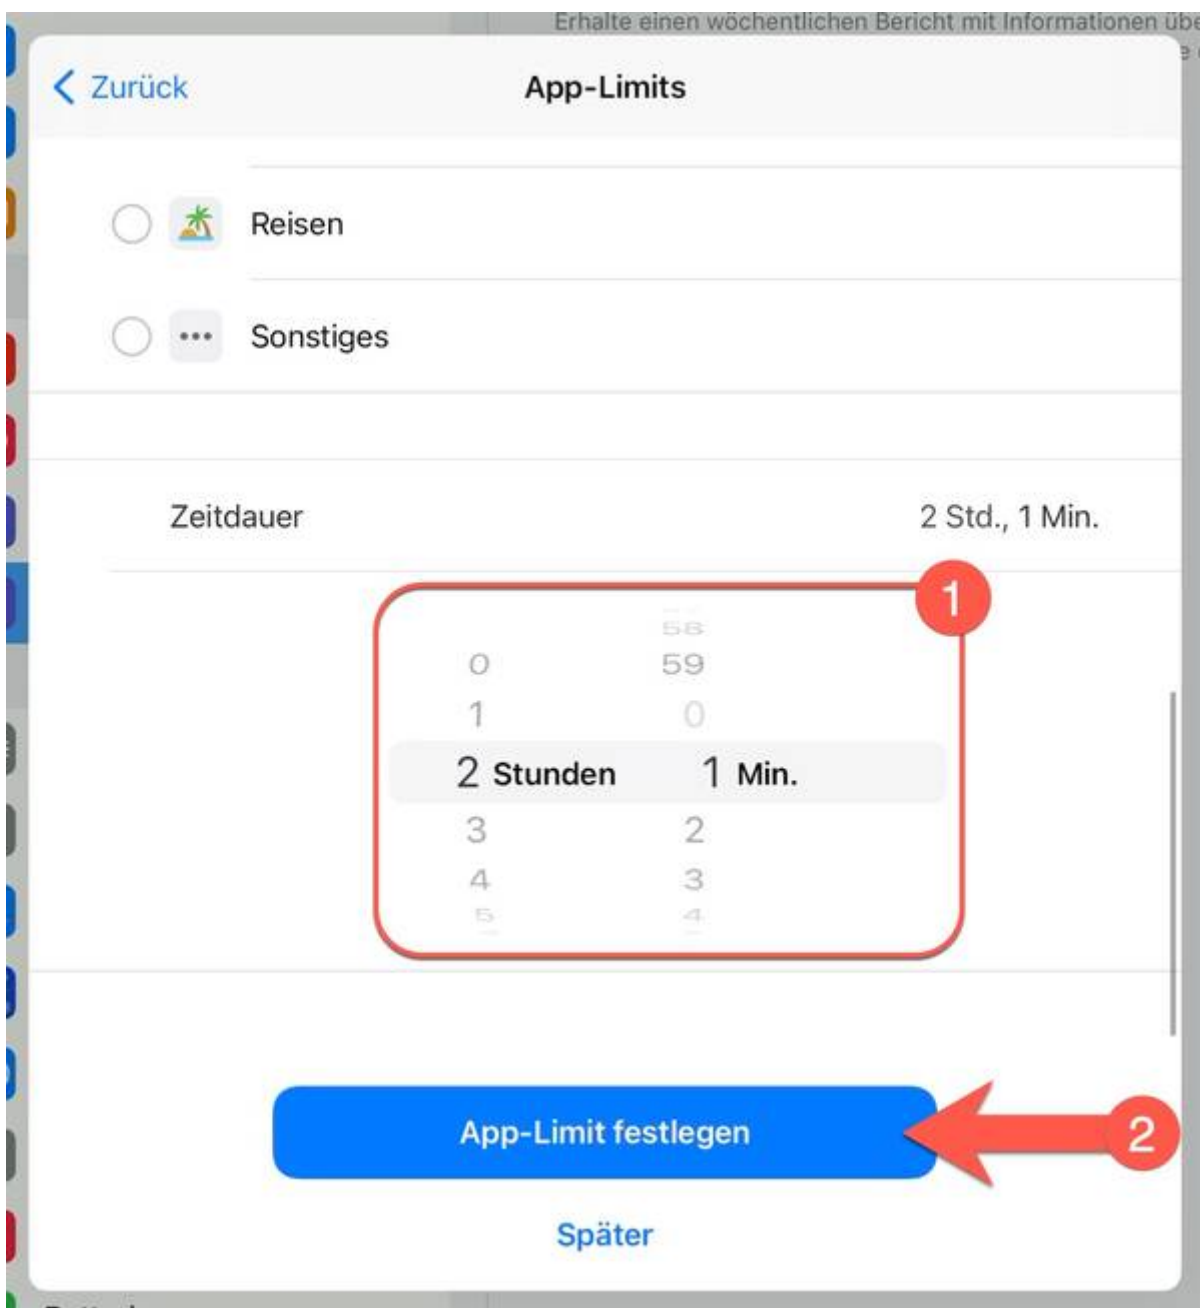 Erhalte einen wöchentlichen Bericht mit Informationen übe
Zurück
App-Limits
Reisen
Sonstiges
Zeitdauer
2 Std., 1 Min.
1
58
0 59
1 0
2 Stunden 1 Min.
3 2
4 3
5 4
App-Limit festlegen
2
Später